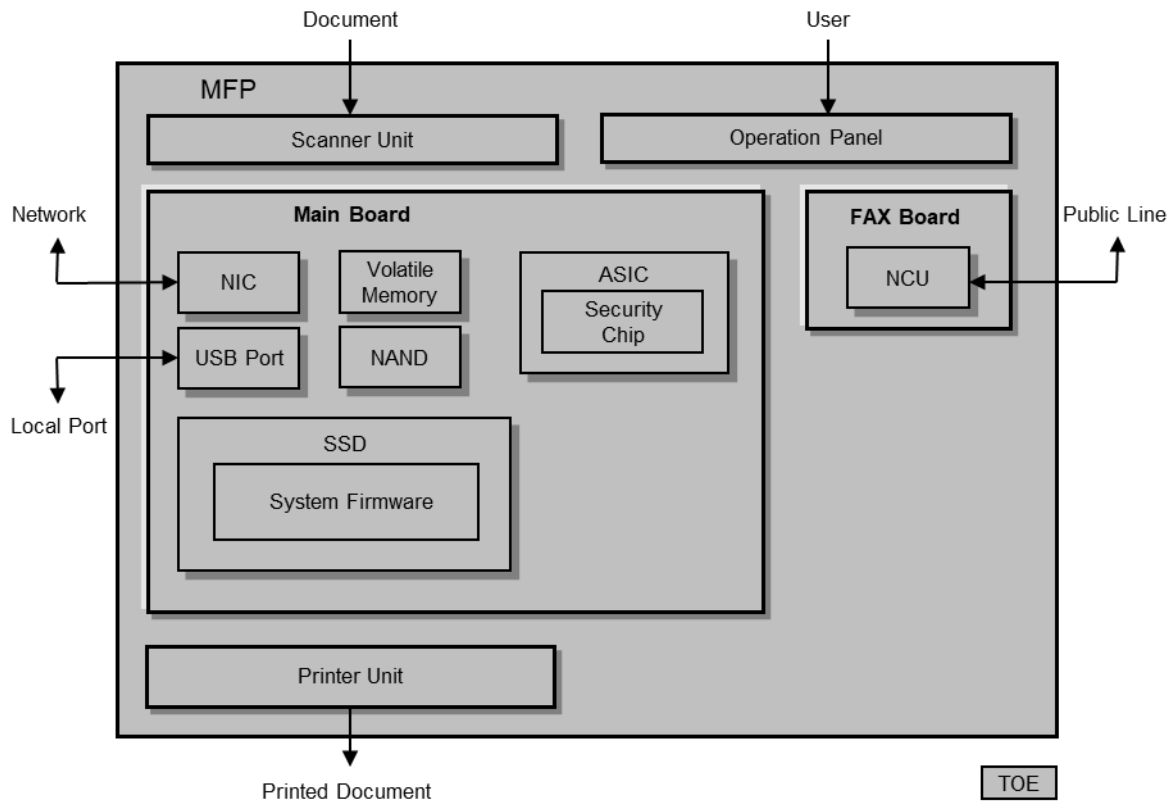 Document
User
MFP
Scanner Unit
Operation Panel
Network
Main Board
FAX Board
Public Line
NIC
Volatile
Memory
ASIC
Security
Chip
NCU
USB Port
NAND
Local Port
SSD
System Firmware
Printer Unit
Printed Document
TOE